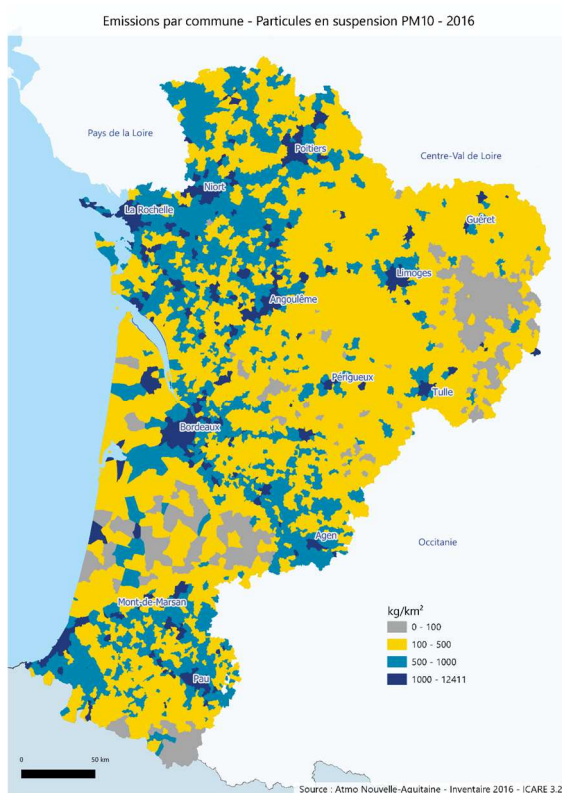 Emissions par commune - Particules en suspension PM10 - 2016
Pays de la Loire
Poitiers
Centre-Val de Loire
Niort
La Rochelle
Guéret
Limoges
Angoulême
Périgueux
Tulle
Bordeaux
Agen
Occitanie
Mont-de-Marsan
Pau
kg/km²
0 - 100
100 - 500
500 - 1000
1000 - 12411
0 50 km
Source : Atmo Nouvelle-Aquitaine - Inventaire 2016 - ICARE 3.2